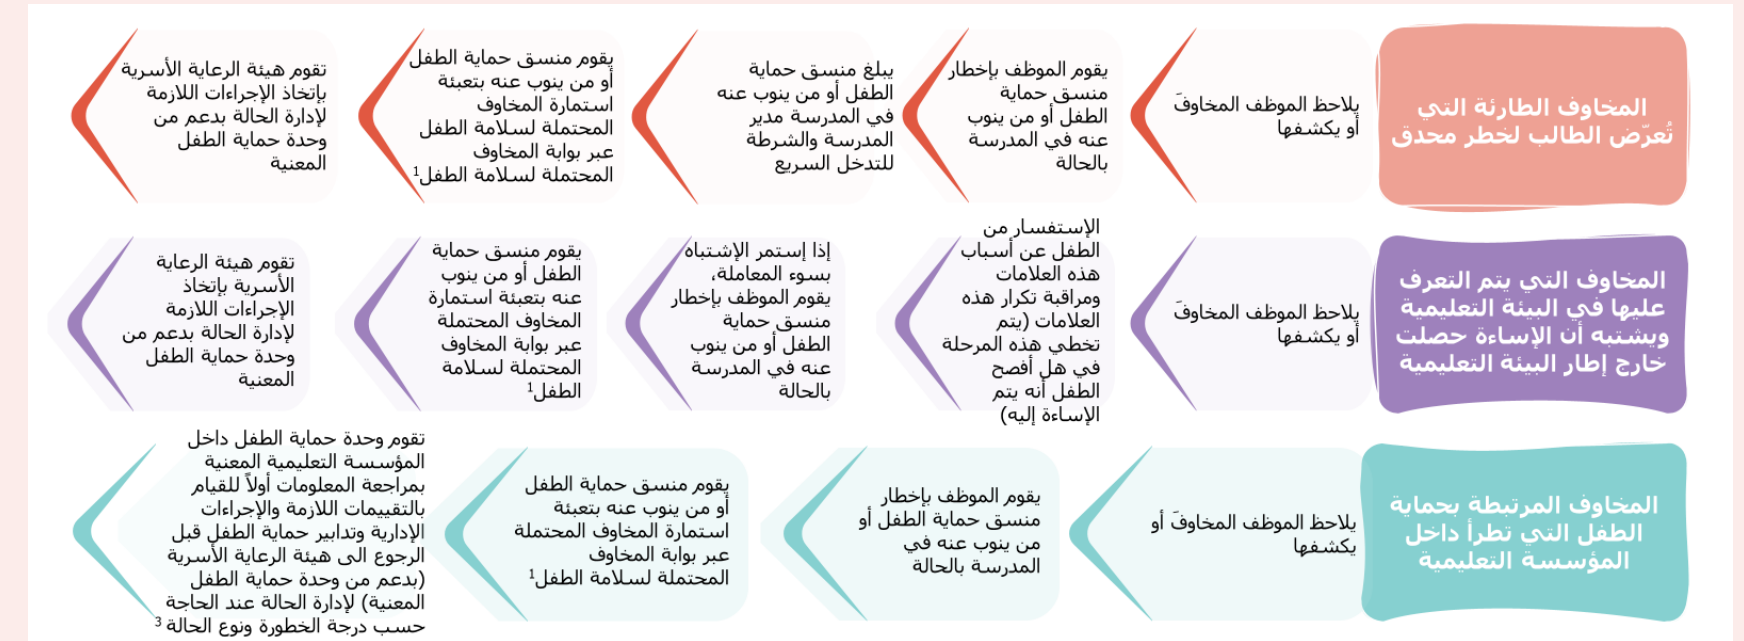 المخاوف الطارئة التي
تُعرّض الطالب لخطر محدق
يلاحظ الموظف المخاوفَ
أو يكشفها
يقوم الموظف بإخطار
منسق حماية
الطفل أو من ينوب
عنه في المدرسة
بالحالة
يبلغ منسق حماية
الطفل أو من ينوب عنه
في المدرسة مدير
المدرسة والشرطة
للتدخل السريع
يقوم منسق حماية الطفل
أو من ينوب عنه بتعبئة
استمارة المخاوف
المحتملة لسلامة الطفل
عبر بوابة المخاوف
المحتملة لسلامة الطفل1
تقوم هيئة الرعاية الأسرية
بإتخاذ الإجراءات اللازمة
لإدارة الحالة بدعم من
وحدة حماية الطفل
المعنية
المخاوف التي يتم التعرف
عليها في البيئة التعليمية
ويشتبه أن الإساءة حصلت
خارج إطار البيئة التعليمية
يلاحظ الموظف المخاوفَ
أو يكشفها
الإستفسار من
الطفل عن أسباب
هذه العلامات
ومراقبة تكرار هذه
العلامات (يتم
تخطي هذه المرحلة
في هل أفصح
الطفل أنه يتم
الإساءة إليه)
إذا إستمر الإشتباه
بسوء المعاملة،
يقوم الموظف بإخطار
منسق حماية
الطفل أو من ينوب
عنه في المدرسة
بالحالة
يقوم منسق حماية
الطفل أو من ينوب
عنه بتعبئة استمارة
المخاوف المحتملة
عبر بوابة المخاوف
المحتملة لسلامة
الطفل1
تقوم هيئة الرعاية
الأسرية بإتخاذ
الإجراءات اللازمة
لإدارة الحالة بدعم من
وحدة حماية الطفل
المعنية
المخاوف المرتبطة بحماية
الطفل التي تطرأ داخل
المؤسسة التعليمية
يلاحظ الموظف المخاوفَ أو
يكشفها
يقوم الموظف بإخطار
منسق حماية الطفل أو
من ينوب عنه في
المدرسة بالحالة
يقوم منسق حماية الطفل
أو من ينوب عنه بتعبئة
استمارة المخاوف المحتملة
عبر بوابة المخاوف
المحتملة لسلامة الطفل1
تقوم وحدة حماية الطفل داخل
المؤسسة التعليمية المعنية
بمراجعة المعلومات أولاً للقيام
بالتقييمات اللازمة والإجراءات
الإدارية وتدابير حماية الطفل قبل
الرجوع الى هيئة الرعاية الأسرية
(بدعم من وحدة حماية الطفل
المعنية) لإدارة الحالة عند الحاجة
حسب درجة الخطورة ونوع الحالة 3